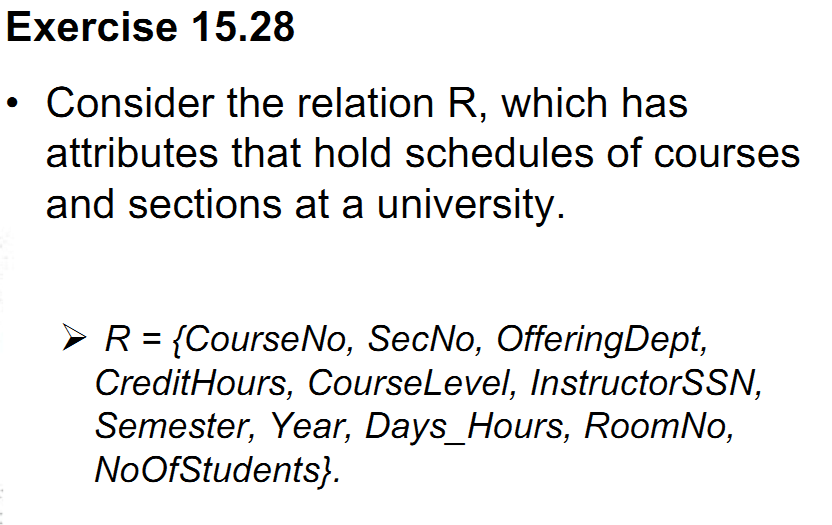 Exercise 15.28
• Consider the relation R, which has
attributes that hold schedules of courses
and sections at a university.
➢ R = {CourseNo, SecNo, OfferingDept,
CreditHours, CourseLevel, InstructorSSN,
Semester, Year, Days_Hours, RoomNo,
NoOfStudents}.